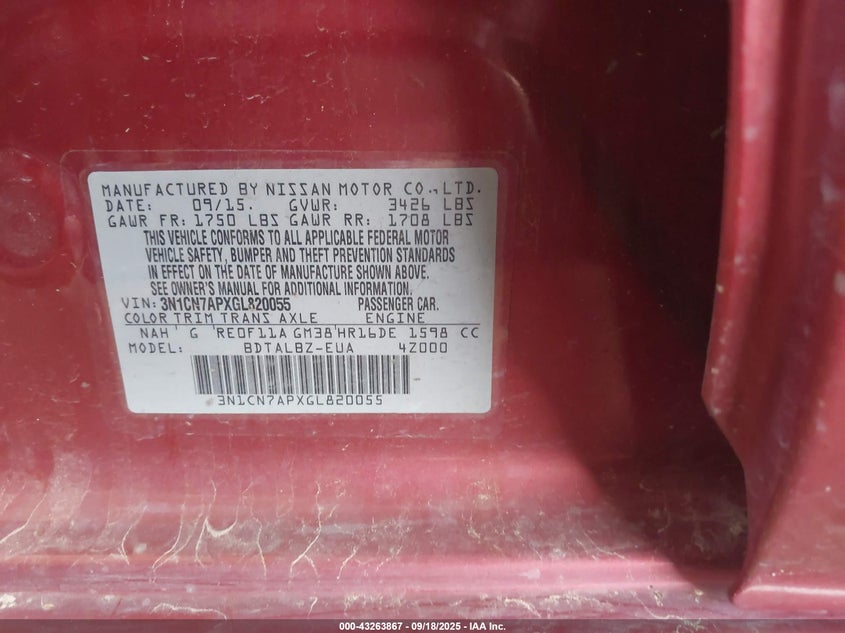 MANUFACTURED BY NISSAN MOTOR CO.,LTD.
DATE: 09/15. GVWR: 3426 LBS
GAWR FR: 1750 LBS GAWR RR: 1708 LBS
THIS VEHICLE CONFORMS TO ALL APPLICABLE FEDERAL MOTOR
VEHICLE SAFETY, BUMPER AND THEFT PREVENTION STANDARDS
IN EFFECT ON THE DATE OF MANUFACTURE SHOWN ABOVE.
SEE OWNER'S MANUAL FOR ADDITIONAL INFORMATION.
VIN: 3N1CN7APXGL820055 PASSENGER CAR.
COLOR TRIM TRANS AXLE ENGINE
NAH G RE0F11A GM38 HR16DE 1598 CC
MODEL: BDTALBZ-EUA 4Z000
3N1CN7APXGL820055
000-43263867 - 09/18/2025 - IAA Inc.